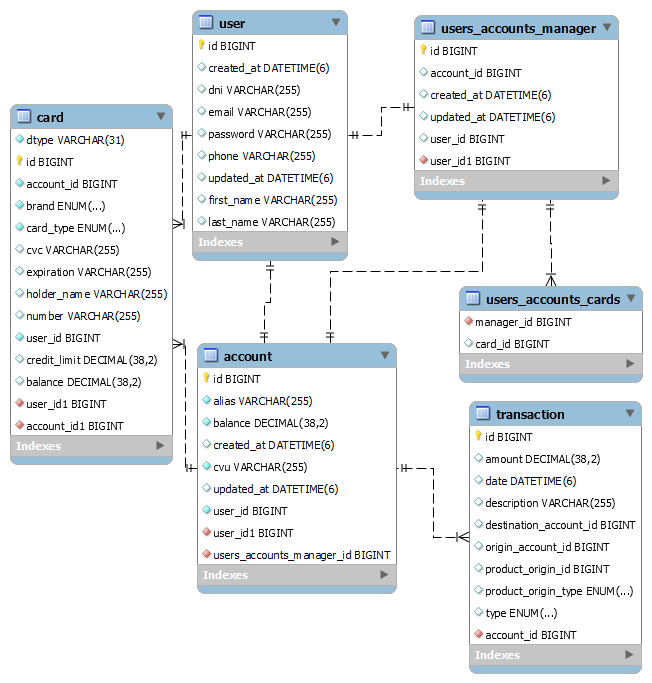 user
id BIGINT
created_at DATETIME(6)
dni VARCHAR(255)
email VARCHAR(255)
password VARCHAR(255)
phone VARCHAR(255)
updated_at DATETIME(6)
first_name VARCHAR(255)
last_name VARCHAR(255)
Indexes
users_accounts_manager
id BIGINT
account_id BIGINT
created_at DATETIME(6)
updated_at DATETIME(6)
user_id BIGINT
user_id1 BIGINT
Indexes
card
dtype VARCHAR(31)
id BIGINT
account_id BIGINT
brand ENUM(...)
card_type ENUM(...)
cvc VARCHAR(255)
expiration VARCHAR(255)
holder_name VARCHAR(255)
number VARCHAR(255)
user_id BIGINT
credit_limit DECIMAL(38,2)
balance DECIMAL(38,2)
user_id1 BIGINT
account_id1 BIGINT
Indexes
users_accounts_cards
manager_id BIGINT
card_id BIGINT
Indexes
account
id BIGINT
alias VARCHAR(255)
balance DECIMAL(38,2)
created_at DATETIME(6)
cvu VARCHAR(255)
updated_at DATETIME(6)
user_id BIGINT
user_id1 BIGINT
users_accounts_manager_id BIGINT
Indexes
transaction
id BIGINT
amount DECIMAL(38,2)
date DATETIME(6)
description VARCHAR(255)
destination_account_id BIGINT
origin_account_id BIGINT
product_origin_id BIGINT
product_origin_type ENUM(...)
type ENUM(...)
account_id BIGINT
Indexes